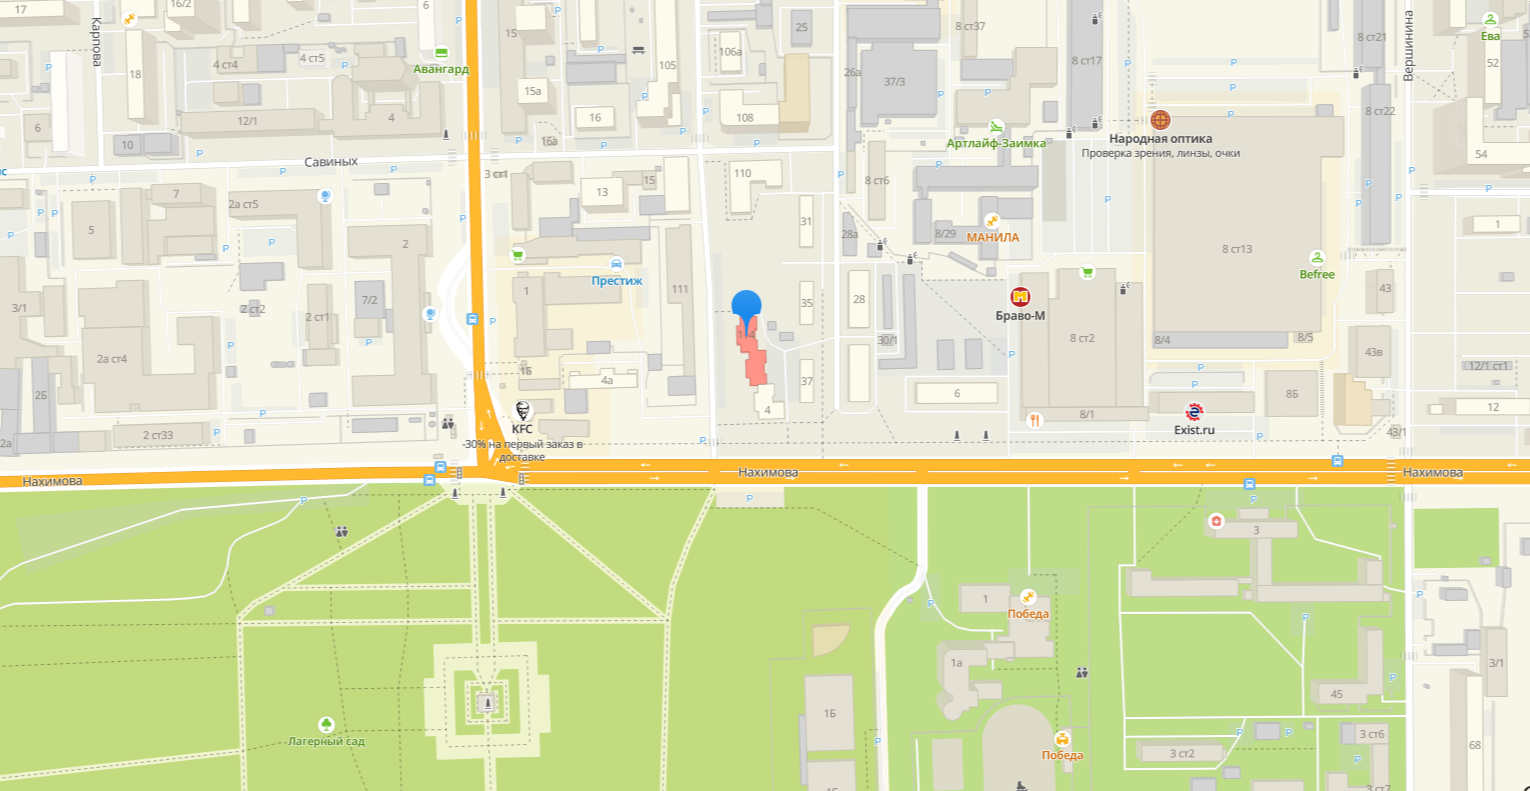 17
Карпова
16/2
6
Авангард
15
106а
25
8 ст37
8 ст17
8 ст21
Вершинина
Ева
52
18
4 ст4
4 ст5
105
26а
37/3
15а
16
108
8 ст22
6
12/1
4
16а
10
Савиных
3 ст1
Артлайф-Заимка
Народная оптика
Проверка зрения, линзы, очки
54
7
2а ст5
13
15
110
8 ст6
5
2
31
28а
8/29
МАНИЛА
1
8 ст13
Befree
Престиж
3/1
2 ст2
7/2
2 ст1
1
111
35
28
Браво-М
43
2а ст4
30/1
8 ст2
8/4
8/5
43в
2Б
1Б
4а
37
6
12/1 ст1
8Б
12
4
8/1
KFC
-30% на первый заказ в
доставке
Exist.ru
2 ст33
2а
43/1
Нахимова
Нахимова
Нахимова
3
1
Победа
1а
3/1
45
1Б
Лагерный сад
Победа
3 ст2
3 ст6
68
3 ст7